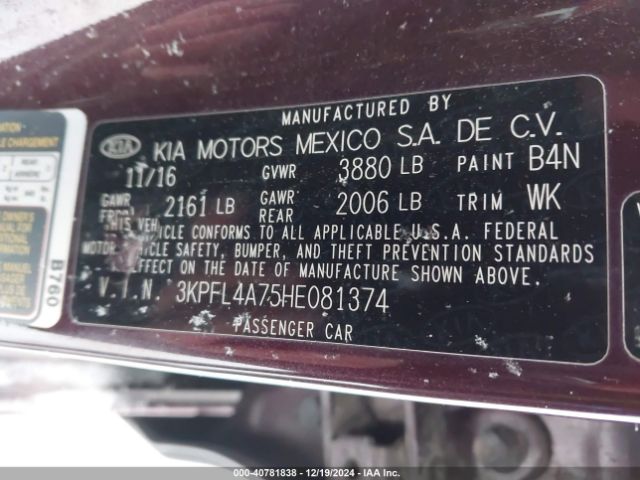 MANUFACTURED BY
KIA KIA MOTORS MEXICO S.A. DE C.V.
11/16 GVWR 3880 LB PAINT B4N
GAWR 2161 LB GAWR REAR 2006 LB TRIM WK
THIS VEHICLE CONFORMS TO ALL APPLICABLE U.S.A. FEDERAL
MOTOR VEHICLE SAFETY, BUMPER, AND THEFT PREVENTION STANDARDS
EFFECT ON THE DATE OF MANUFACTURE SHOWN ABOVE.
V.I.N. 3KPFL4A75HE081374
PASSENGER CAR
B760
000-40781838 - 12/19/2024 - IAA Inc.